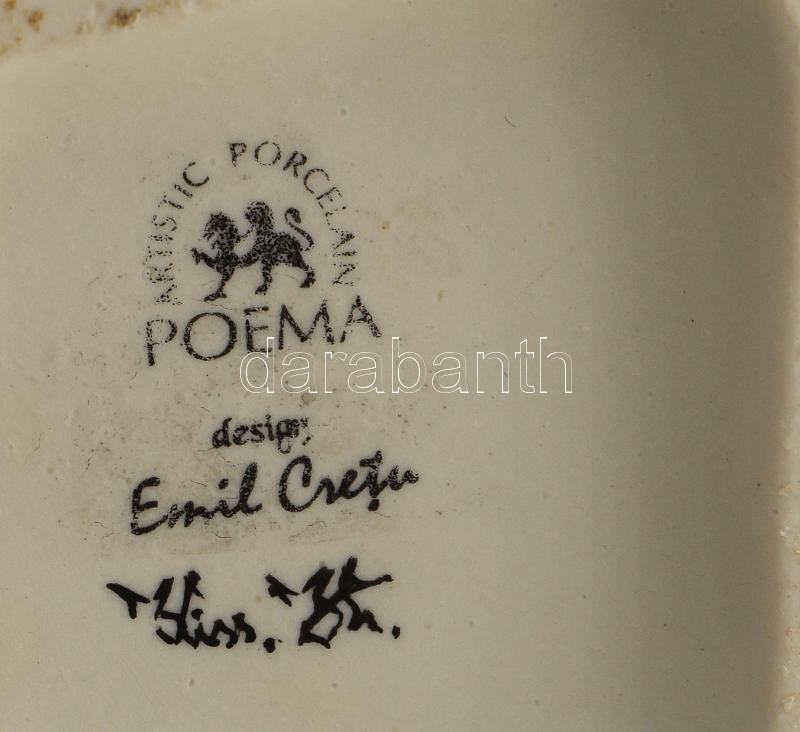 ARTISTIC PORCELAIN
POEMA
darabanth
design
Emil Crețu